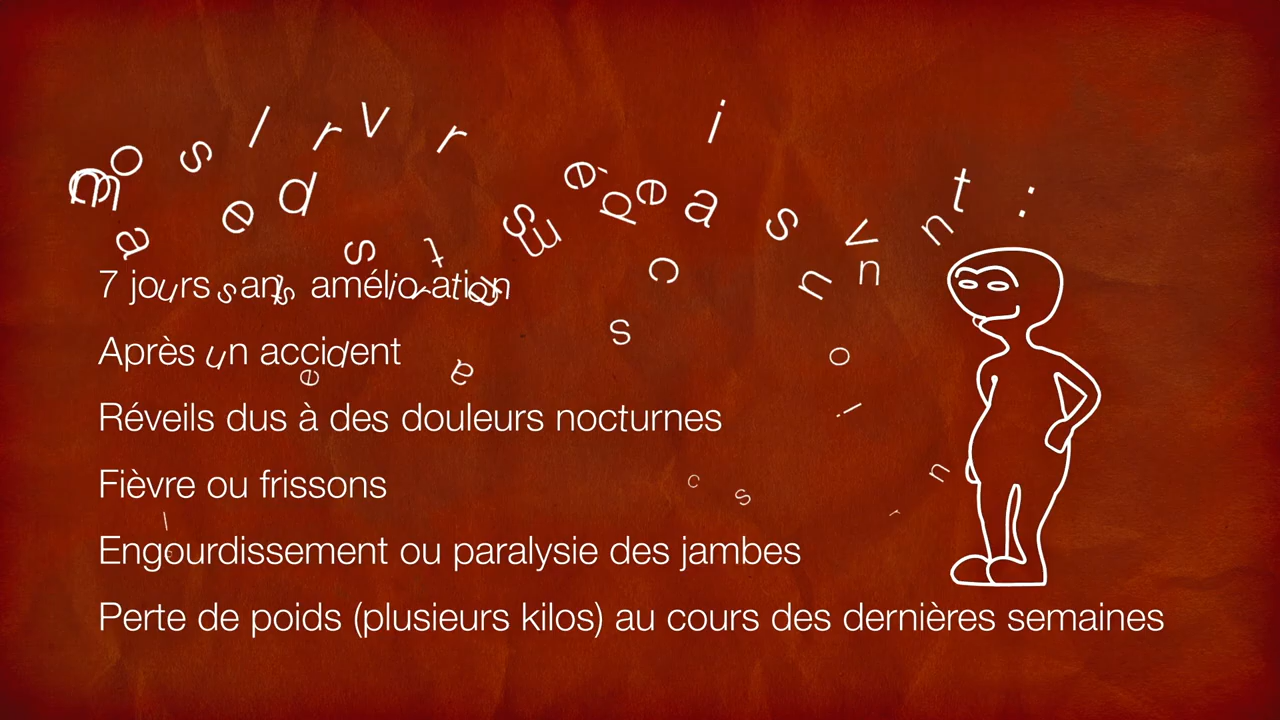 7 jours sans amélioration
Après un accident
Réveils dus à des douleurs nocturnes
Fièvre ou frissons
Engourdissement ou paralysie des jambes
Perte de poids (plusieurs kilos) au cours des dernières semaines